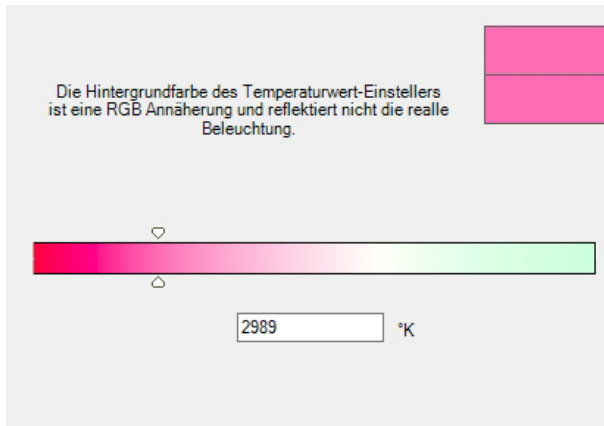 Die Hintergrundfarbe des Temperaturwert-Einstellers
ist eine RGB Annäherung und reflektiert nicht die realle
Beleuchtung.
2989 °K